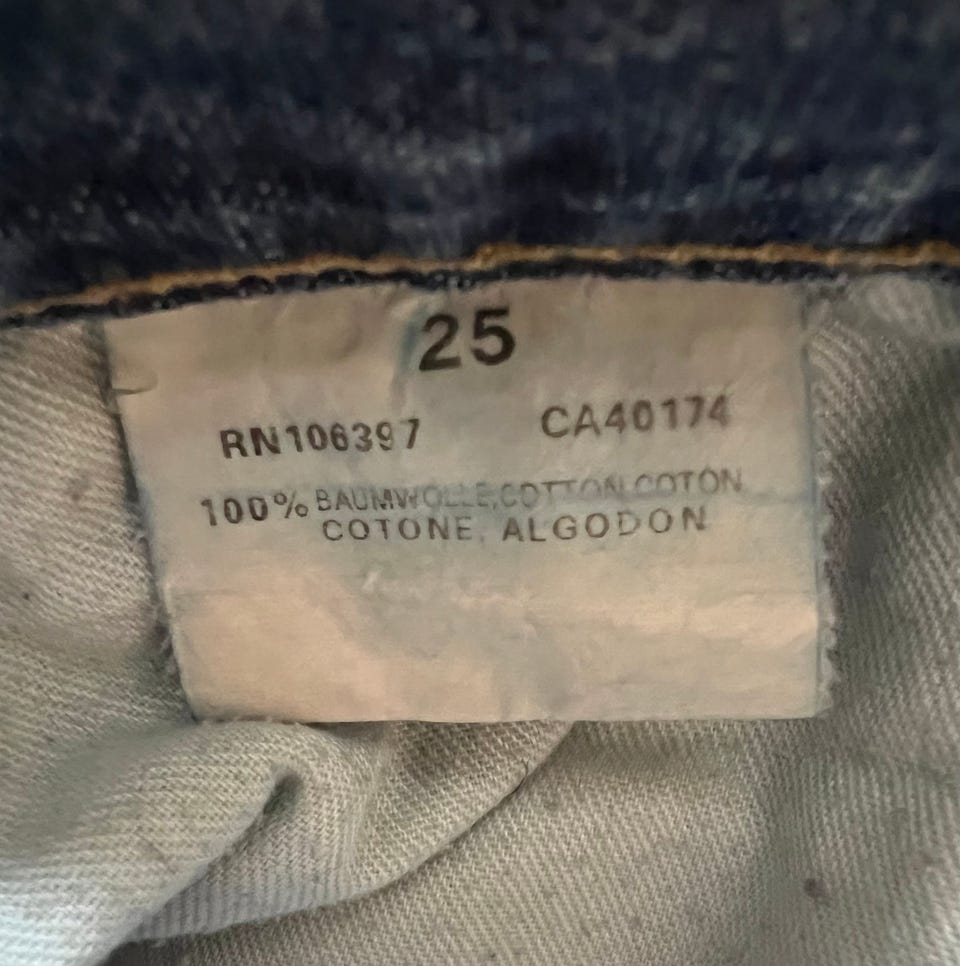 25
RN106397 CA40174
100% BAUMWOLLE, COTTON, COTON
COTONE, ALGODON